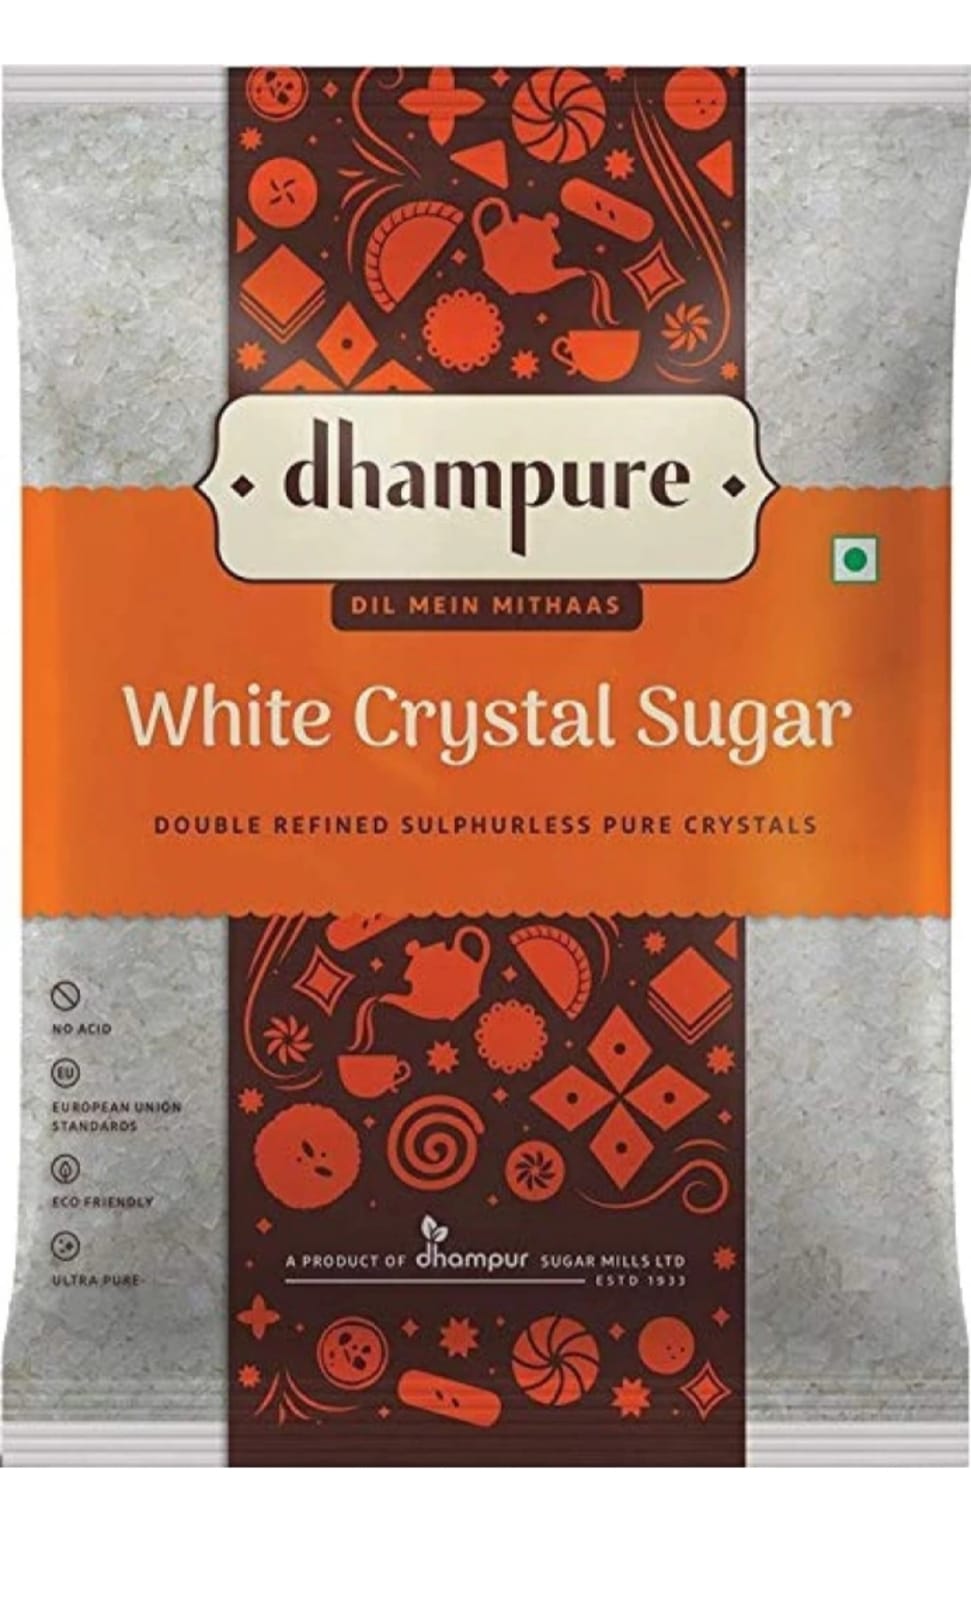 dhampure
DIL MEIN MITHAAS
White Crystal Sugar
DOUBLE REFINED SULPHURLESS PURE CRYSTALS
NO ACID
EU
EUROPEAN UNION
STANDARDS
ECO FRIENDLY
ULTRA PURE
A PRODUCT OF dhampur SUGAR MILLS LTD
ESTD 1933